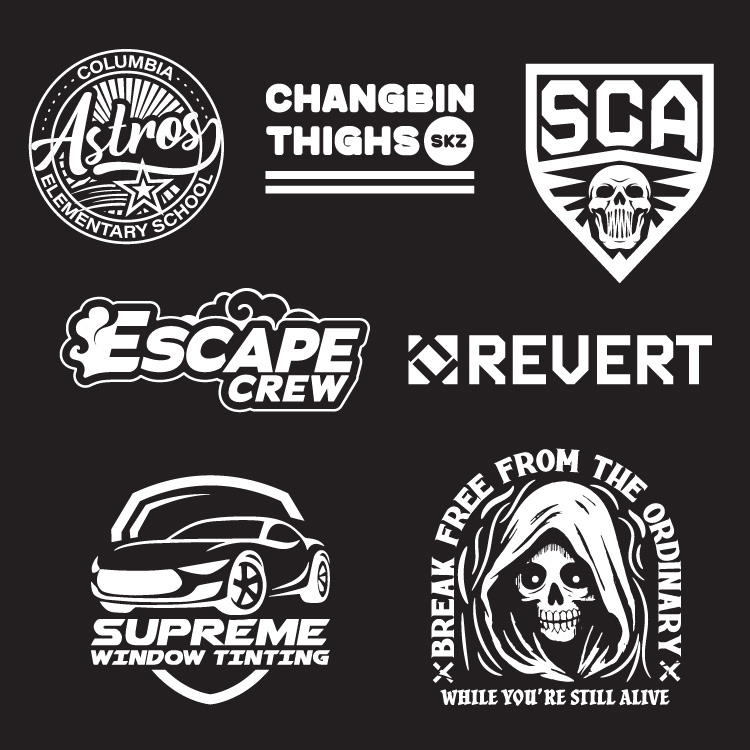 COLUMBIA
Astros
ELEMENTARY SCHOOL
CHANGBIN
THIGHS SKZ
SCA
ESCAPE
CREW
REVERT
SUPREME
WINDOW TINTING
BREAK FREE FROM THE ORDINARY
WHILE YOU'RE STILL ALIVE